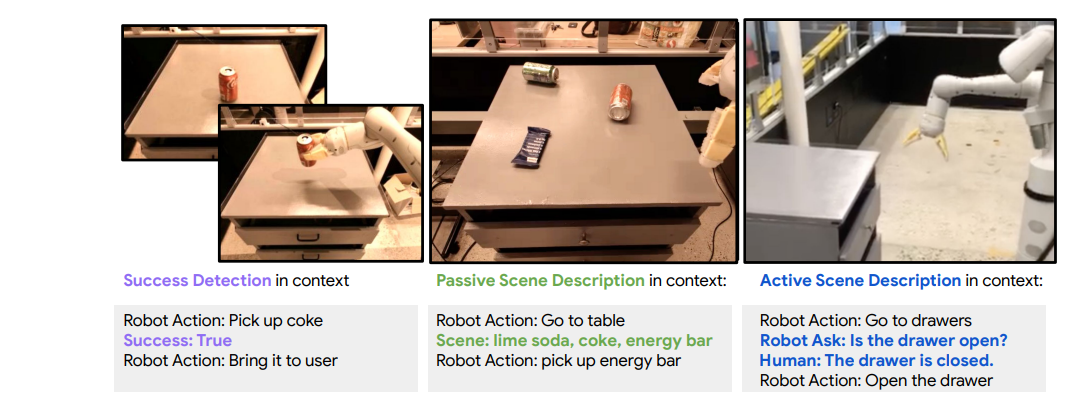 Success Detection in context
Robot Action: Pick up coke
Success: True
Robot Action: Bring it to user
Passive Scene Description in context:
Robot Action: Go to table
Scene: lime soda, coke, energy bar
Robot Action: pick up energy bar
Active Scene Description in context:
Robot Action: Go to drawers
Robot Ask: Is the drawer open?
Human: The drawer is closed.
Robot Action: Open the drawer